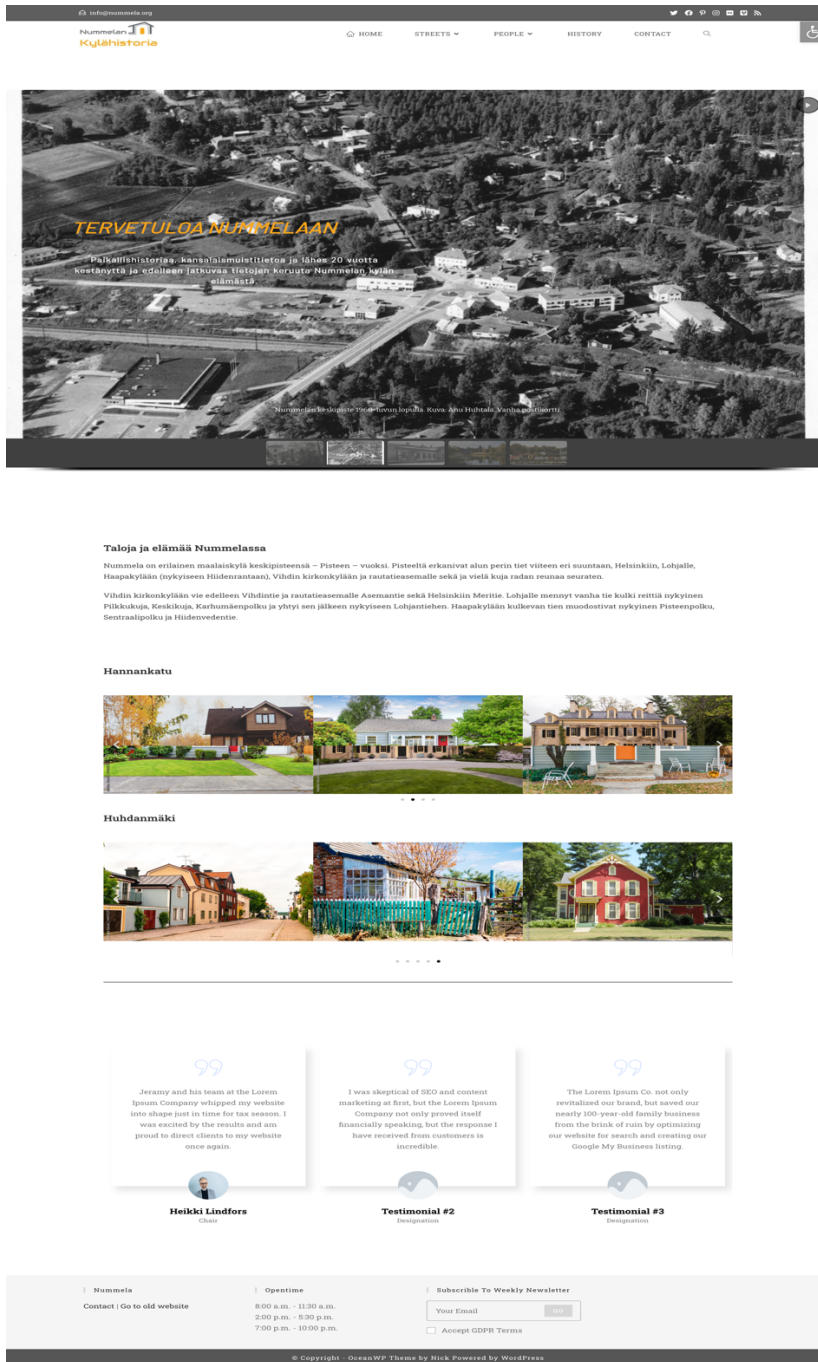 info@nummela.org
Nummelan
Kylähistoria
HOME STREETS PEOPLE HISTORY CONTACT
TERVETULOA NUMMELAAN
Paikallishistoriaa, kansalaismuistitietoa ja lähes 20 vuotta
kestänyttä ja edelleen jatkuvaa tietojen keruuta Nummelan kylän
elämästä.
Nummelan keskipiste 1960-luvun lopulla. Kuva: Anu Huhtala. Vanha postikortti
Taloja ja elämää Nummelassa
Nummela on erilainen maalaiskylä keskipisteensä – Pisteen – vuoksi. Pisteeltä erkanivat alun perin tiet viiteen eri suuntaan, Helsinkiin, Lohjalle,
Haapakylään (nykyiseen Hiidenrantaan), Vihdin kirkonkylään ja rautatieasemalle sekä ja vielä kuja radan reunaa seuraten.
Vihdin kirkonkylään vie edelleen Vihdintie ja rautatieasemalle Asemantie sekä Helsinkiin Meritie. Lohjalle mennyt vanha tie kulki reittiä nykyinen
Pilkkukuja, Keskikuja, Karhumäenpolku ja yhtyi sen jälkeen nykyiseen Lohjantiehen. Haapakylään kulkevan tien muodostivat nykyinen Pisteenpolku,
Sentraalipolku ja Hiidenvedentie.
Hannankatu
Huhdanmäki
Jeramy and his team at the Lorem
Ipsum Company whipped my website
into shape just in time for tax season. I
was excited by the results and am
proud to direct clients to my website
once again.
Heikki Lindfors
Chair
I was skeptical of SEO and content
marketing at first, but the Lorem Ipsum
Company not only proved itself
financially speaking, but the response I
have received from customers is
incredible.
Testimonial #2
Designation
The Lorem Ipsum Co. not only
revitalized our brand, but saved our
nearly 100-year-old family business
from the brink of ruin by optimizing
our website for search and creating our
Google My Business listing.
Testimonial #3
Designation
Nummela
Contact | Go to old website
Opentime
8:00 a.m. - 11:30 a.m.
2:00 p.m. - 5:30 p.m.
7:00 p.m. - 10:00 p.m.
Subscrible To Weekly Newsletter
Your Email GO
Accept GDPR Terms
© Copyright - OceanWP Theme by Nick Powered by WordPress